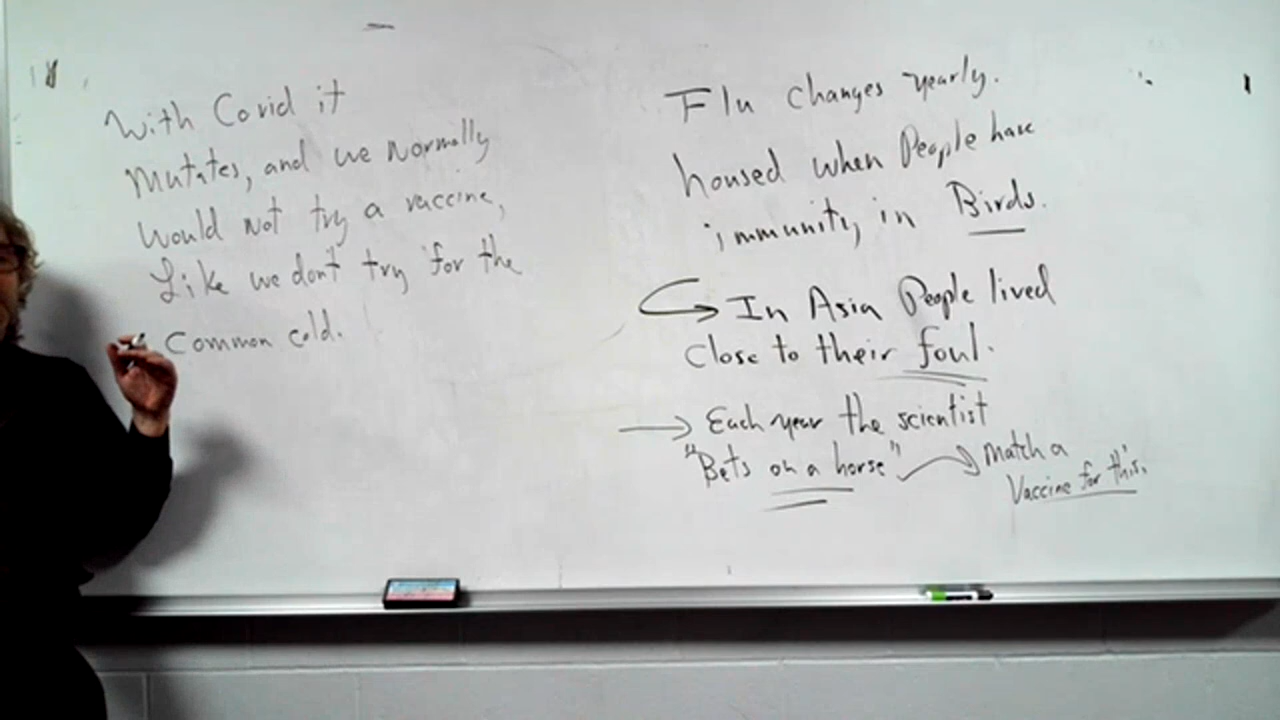 With Covid it
mutates, and we normally
would not try a vaccine,
Like we don't try for the
common cold.
Flu changes yearly.
housed when People have
immunity in Birds.
In Asia People lived
close to their foul.
Each year the scientist
"Bets on a horse"
match a
vaccine for this.